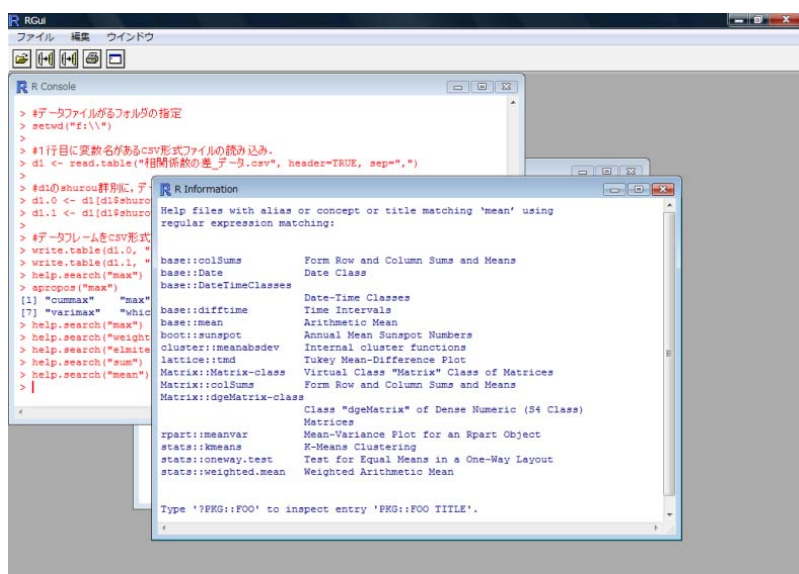 RGui
ファイル 編集 ウインドウ
R Console
> #データファイルがるフォルダの指定
> setwd("f:\\")
>
> #1行目に変数名があるCSV形式ファイルの読み込み.
> d1 <- read.table("相関係数の差_データ.csv", header=TRUE, sep=",")
>
> #d1のshurou群別に,デー
> d1.0 <- d1[d1$shurou
> d1.1 <- d1[d1$shurou
>
> #データフレームをCSV形式
> write.table(d1.0, "
> write.table(d1.1, "
> help.search("max")
> apropos("max")
[1] "cummax" "max"
[7] "varimax" "whic
> help.search("max")
> help.search("weight
> help.search("elmite
> help.search("sum")
> help.search("mean")
>
R Information
Help files with alias or concept or title matching ‘mean’ using
regular expression matching:
base::colSums Form Row and Column Sums and Means
base::Date Date Class
base::DateTimeClasses
Date-Time Classes
base::difftime Time Intervals
base::mean Arithmetic Mean
boot::sunspot Annual Mean Sunspot Numbers
cluster::meanabsdev Internal cluster functions
lattice::tmd Tukey Mean-Difference Plot
Matrix::Matrix-class Virtual Class "Matrix" Class of Matrices
Matrix::colSums Form Row and Column Sums and Means
Matrix::dgeMatrix-class
Class "dgeMatrix" of Dense Numeric (S4 Class)
Matrices
rpart::meanvar Mean-Variance Plot for an Rpart Object
stats::kmeans K-Means Clustering
stats::oneway.test Test for Equal Means in a One-Way Layout
stats::weighted.mean Weighted Arithmetic Mean
Type '?PKG::FOO' to inspect entry 'PKG::FOO TITLE'.